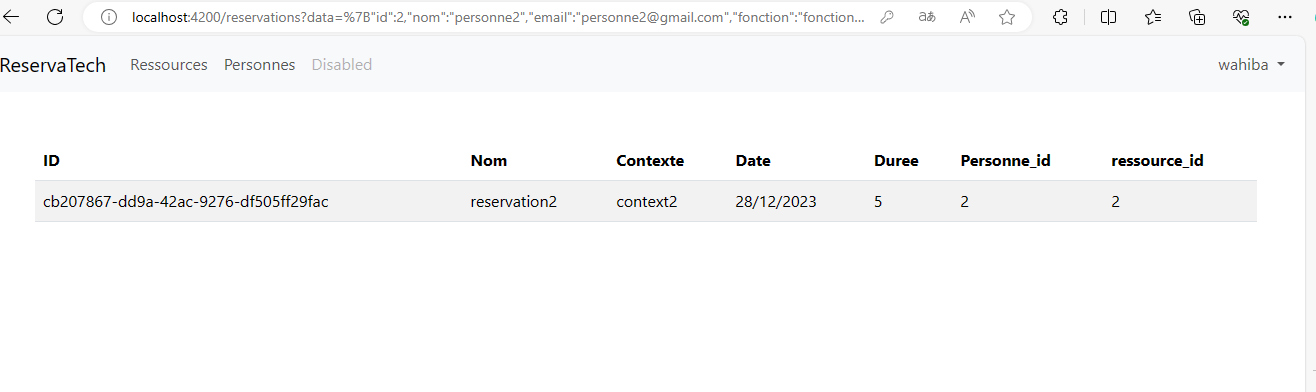 localhost:4200/reservations?data=%7B"id":2,"nom":"personne2","email":"personne2@gmail.com","fonction":"fonction...
ReservaTech Ressources Personnes Disabled wahiba
ID Nom Contexte Date Duree Personne_id ressource_id
cb207867-dd9a-42ac-9276-df505ff29fac reservation2 context2 28/12/2023 5 2 2